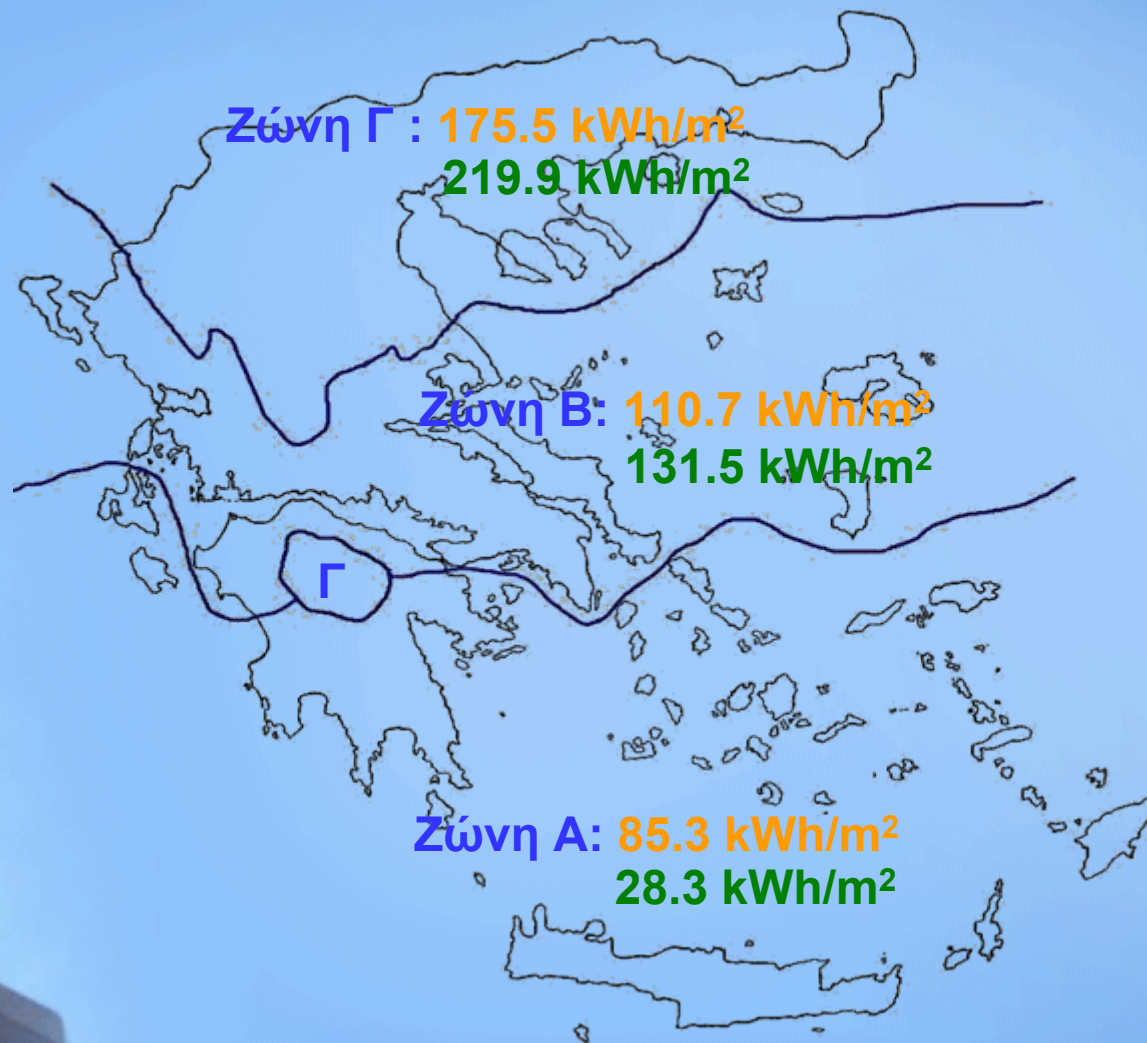 Ζώνη Γ : 175.5 kWh/m²
219.9 kWh/m²
Ζώνη Β: 110.7 kWh/m²
131.5 kWh/m²
Γ
Ζώνη Α: 85.3 kWh/m²
28.3 kWh/m²